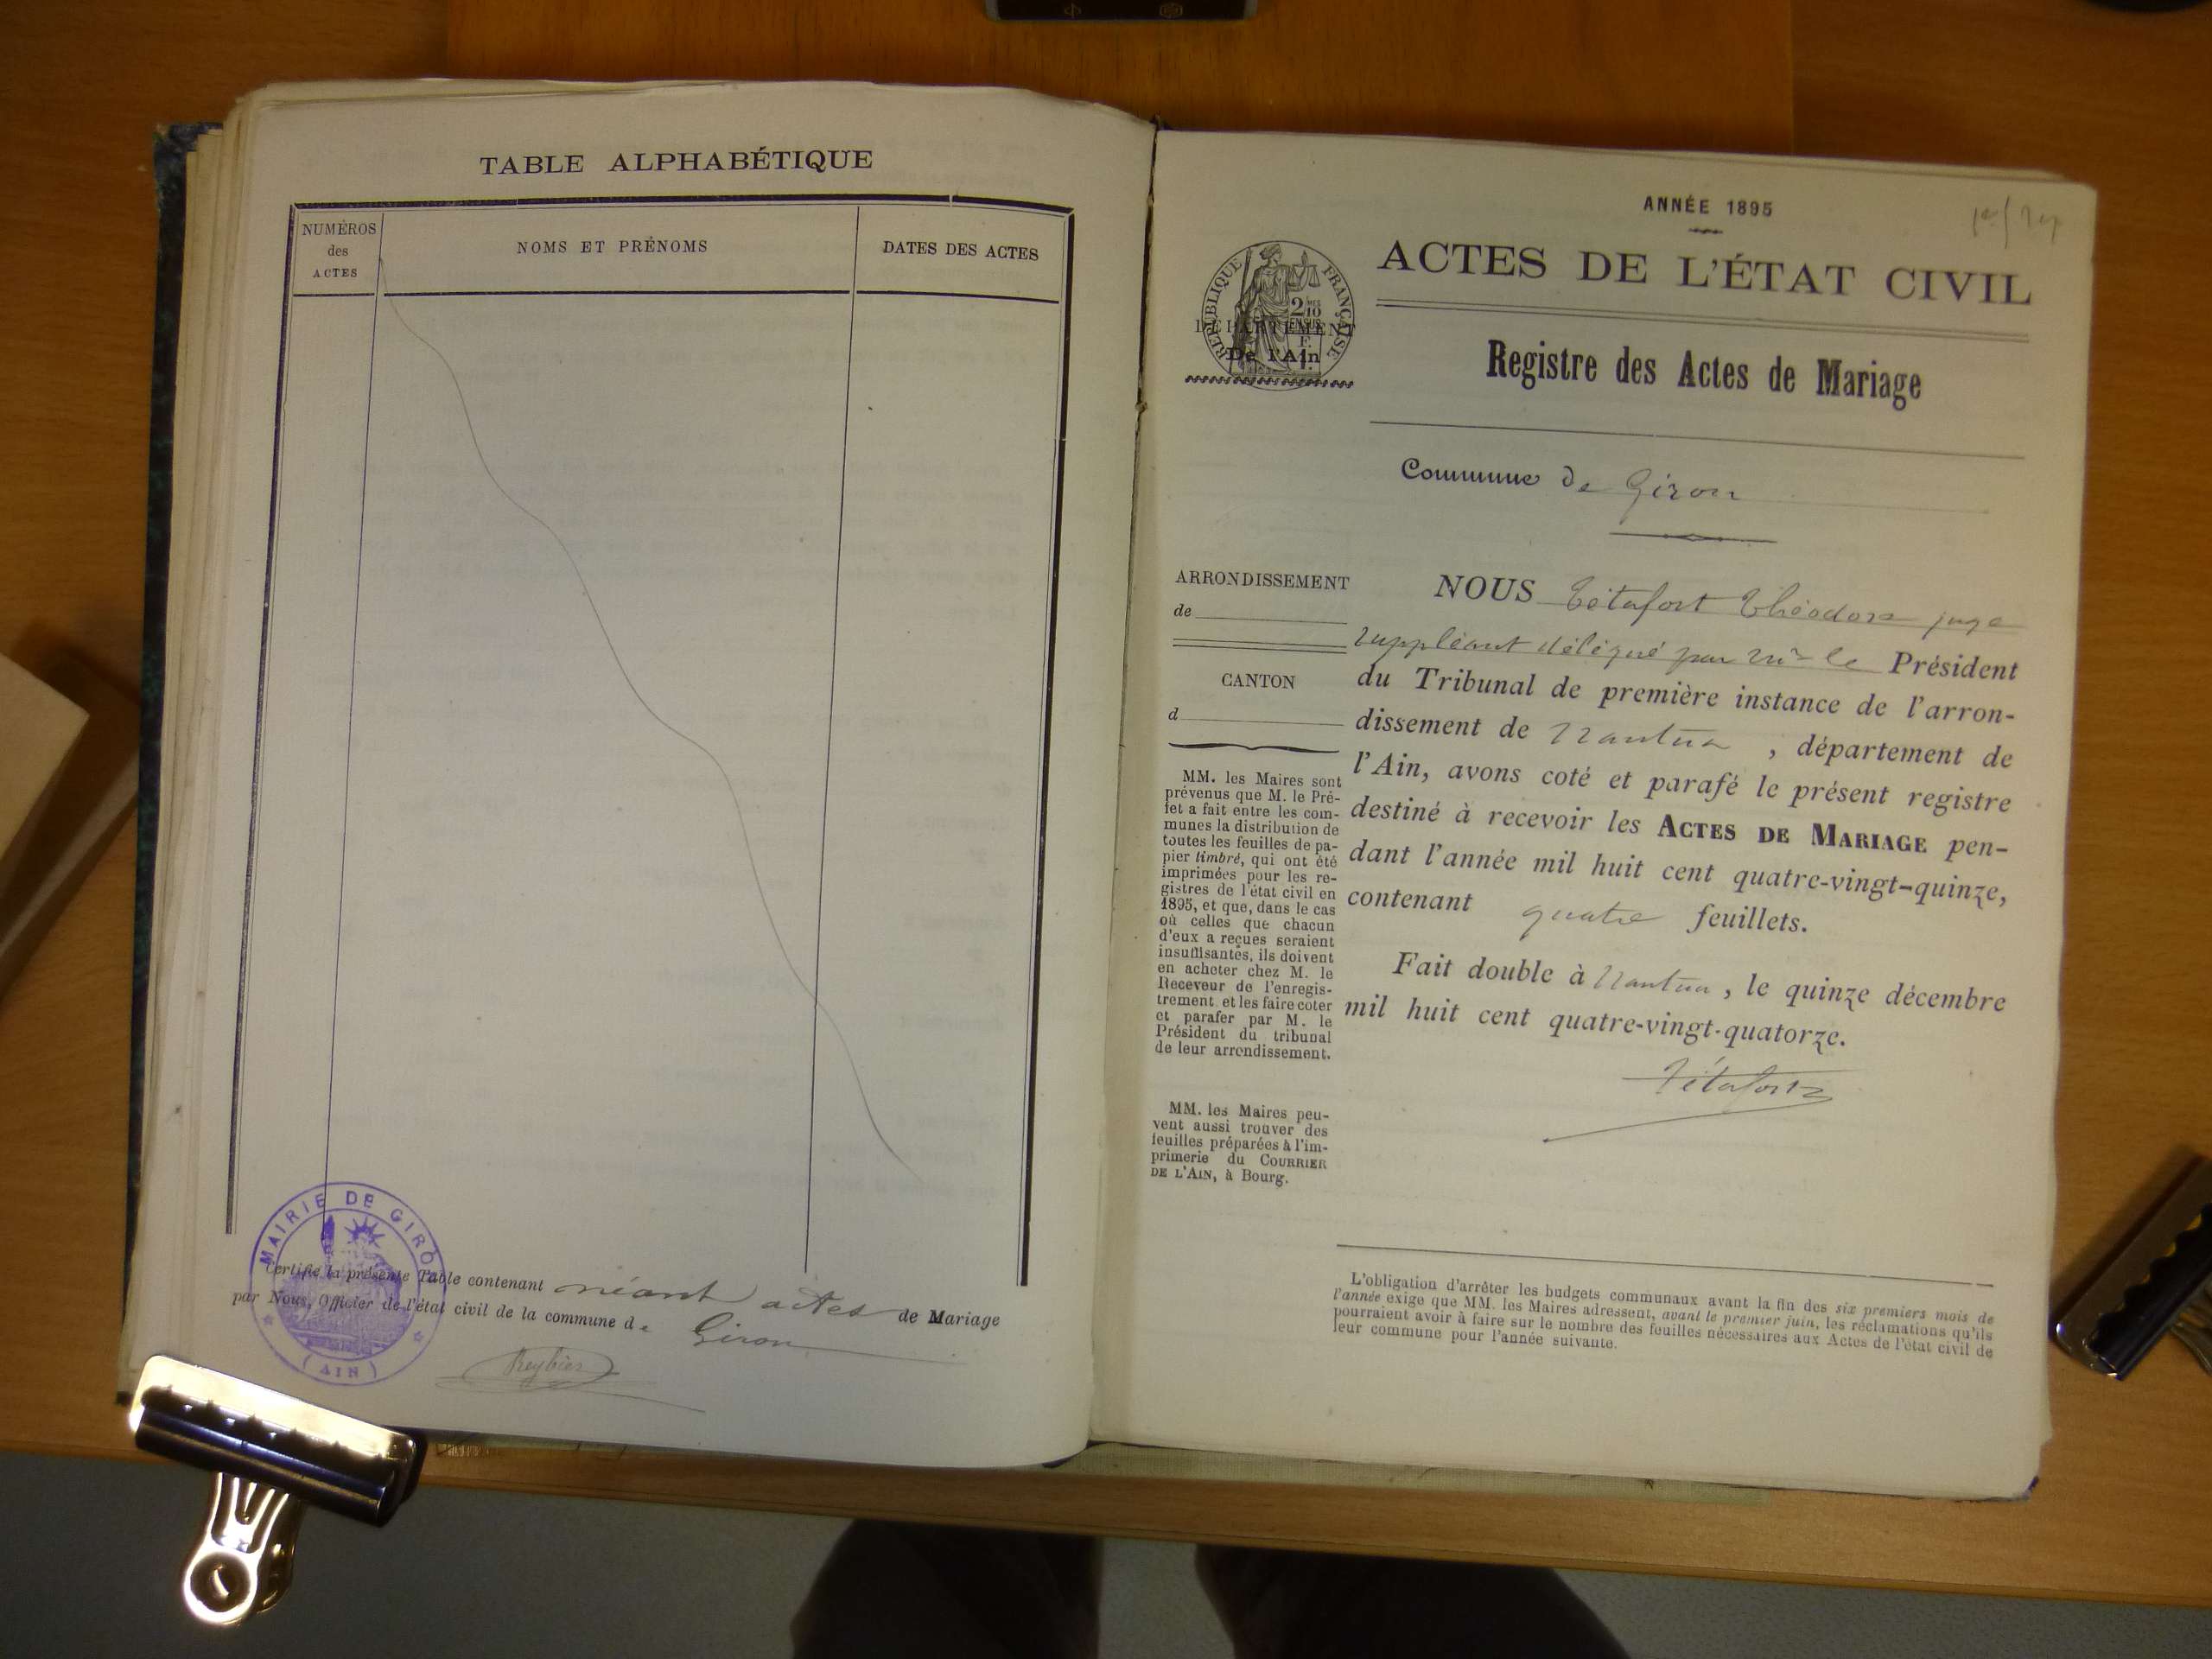 TABLE ALPHABÉTIQUE
NUMÉROS
des
ACTES
NOMS ET PRÉNOMS
DATES DES ACTES
MAIRIE DE GIRON
(AIN)
Certifié la présente Table contenant néant actes de Mariage
par Nous, Officier de l'état civil de la commune de Giron
Reybier
ANNÉE 1895
ACTES DE L'ÉTAT CIVIL
RÉPUBLIQUE FRANÇAISE
2/10MES
EN SUS
1 F.
DÉPARTEMENT
De l'Ain
Registre des Actes de Mariage
Commune de Giron
ARRONDISSEMENT
de
CANTON
d
MM. les Maires sont
prévenus que M. le Pré-
fet a fait entre les com-
munes la distribution de
toutes les feuilles de pa-
pier timbré, qui ont été
imprimées pour les re-
gistres de l'état civil en
1895, et que, dans le cas
où celles que chacun
d'eux a reçues seraient
insuffisantes, ils doivent
en acheter chez M. le
Receveur de l'enregis-
trement et les faire coter
et parafer par M. le
Président du tribunal
de leur arrondissement.
MM. les Maires peu-
vent aussi trouver des
feuilles préparées à l'im-
primerie du COURRIER
DE L'AIN, à Bourg.
NOUS Tétafort Théodore juge
suppléant délégué par Mr le Président
du Tribunal de première instance de l'arron-
dissement de Nantua, département de
l'Ain, avons coté et parafé le présent registre
destiné à recevoir les ACTES DE MARIAGE pen-
dant l'année mil huit cent quatre-vingt-quinze,
contenant quatre feuillets.
Fait double à Nantua, le quinze décembre
mil huit cent quatre-vingt-quatorze.
Tétafort
L'obligation d'arrêter les budgets communaux avant la fin des six premiers mois de
l'année exige que MM. les Maires adressent, avant le premier juin, les réclamations qu'ils
pourraient avoir à faire sur le nombre des feuilles nécessaires aux Actes de l'état civil de
leur commune pour l'année suivante.